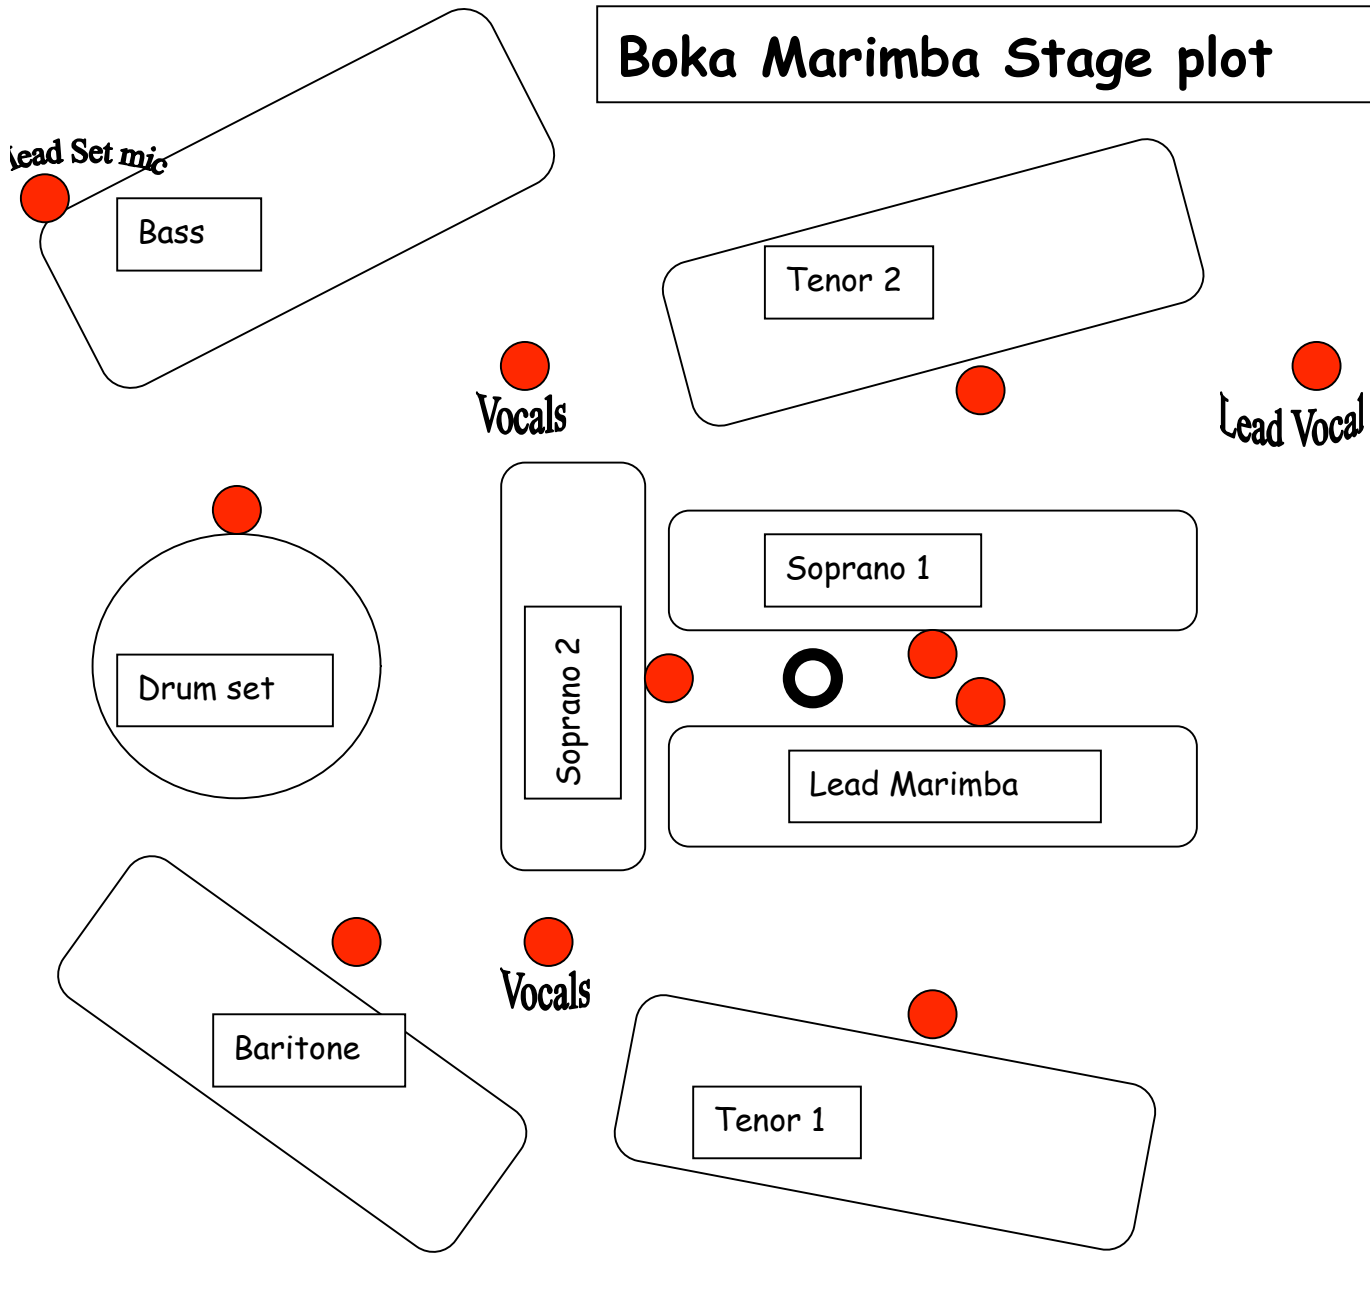 Boka Marimba Stage plot
Set mic
Bass
Tenor 2
Vocals
Lead Vocal
Soprano 1
Soprano 2
Drum set
Lead Marimba
Vocals
Baritone
Tenor 1